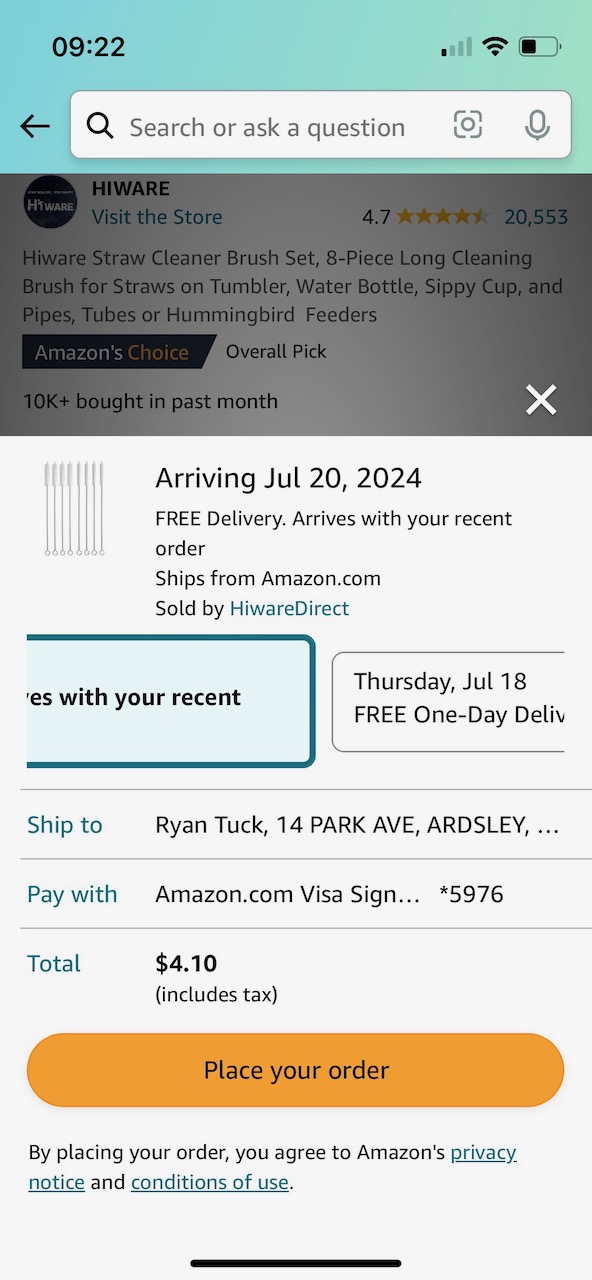 09:22
Search or ask a question
HIWARE
HIWARE
Visit the Store
4.7 20,553
Hiware Straw Cleaner Brush Set, 8-Piece Long Cleaning
Brush for Straws on Tumbler, Water Bottle, Sippy Cup, and
Pipes, Tubes or Hummingbird Feeders
Amazon's Choice Overall Pick
10K+ bought in past month
Arriving Jul 20, 2024
FREE Delivery. Arrives with your recent
order
Ships from Amazon.com
Sold by HiwareDirect
es with your recent
Thursday, Jul 18
FREE One-Day Deliv
Ship to Ryan Tuck, 14 PARK AVE, ARDSLEY, ...
Pay with Amazon.com Visa Sign... *5976
Total $4.10
(includes tax)
Place your order
By placing your order, you agree to Amazon's privacy
notice and conditions of use.